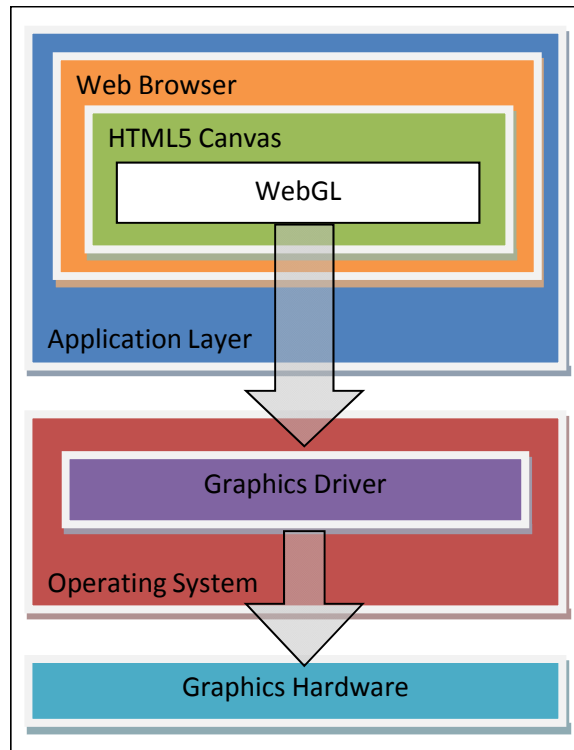 Web Browser
HTML5 Canvas
WebGL
Application Layer
Graphics Driver
Operating System
Graphics Hardware